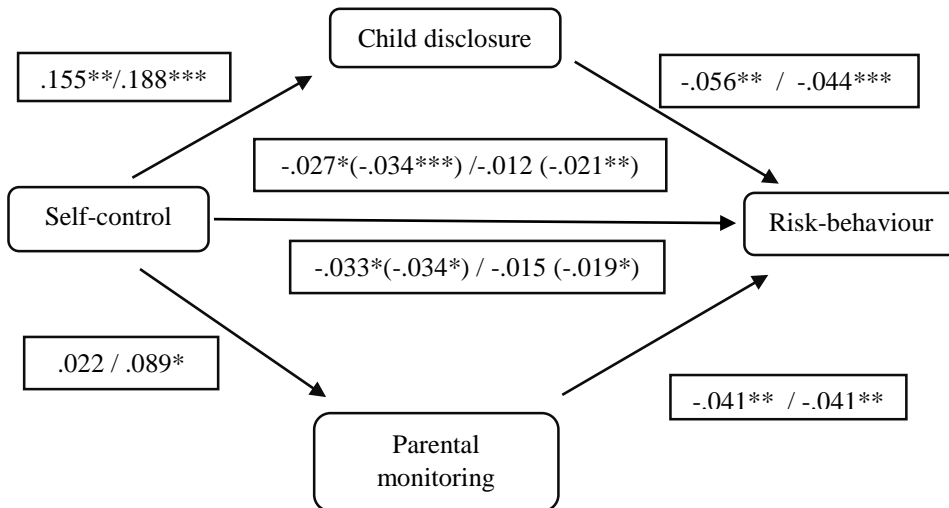 Child disclosure
.155**/.188***
-.056** / -.044***
-.027*(-.034***) /-.012 (-.021**)
Self-control
Risk-behaviour
-.033*(-.034*) / -.015 (-.019*)
.022 / .089*
-.041** / -.041**
Parental
monitoring